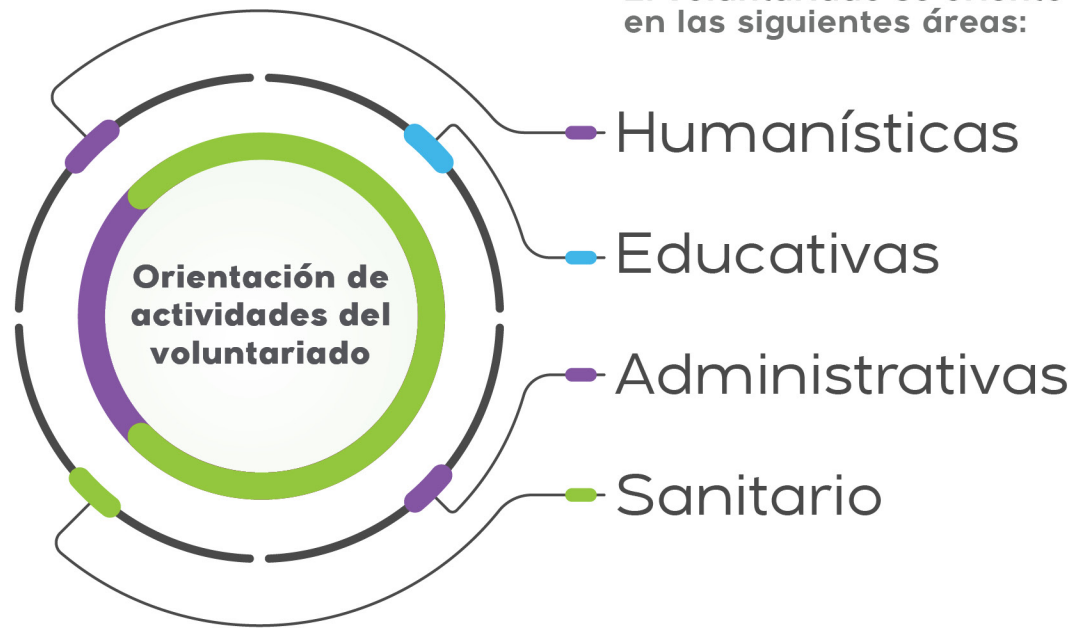 en las siguientes áreas:
Humanísticas
Educativas
Orientación de
actividades del
voluntariado
Administrativas
Sanitario